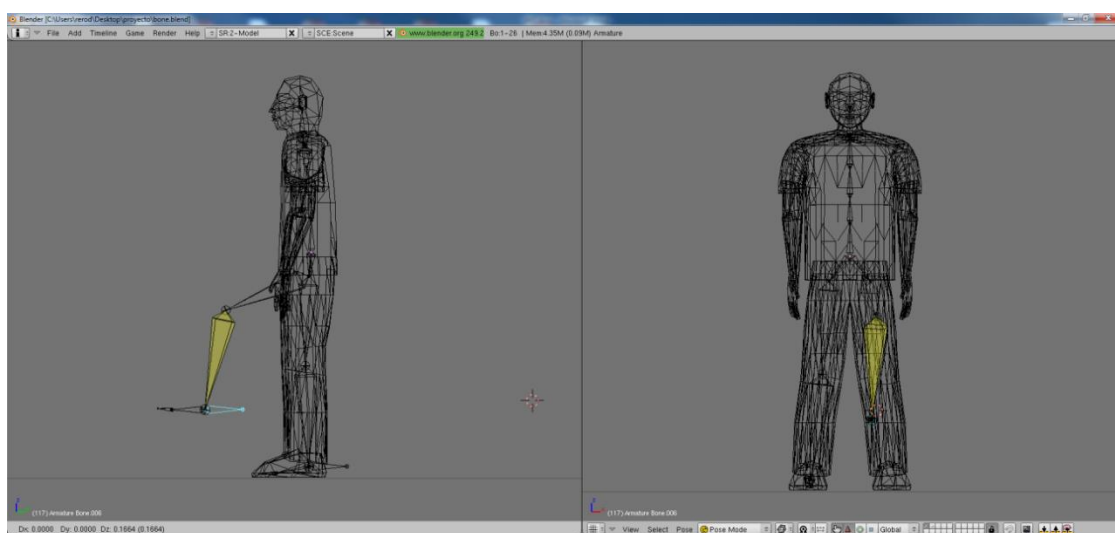 Blender [C:\Users\rerod\Desktop\proyecto\bone.blend]
File Add Timeline Game Render Help SR:2-Model X SCE:Scene X www.blender.org 249.2 Bo:1-26 | Mem:4.35M (0.09M) Armature
(117) Armature Bone.006
(117) Armature Bone.006
Dx: 0.0000 Dy: 0.0000 Dz: 0.1664 (0.1664)
View Select Pose Pose Mode Global